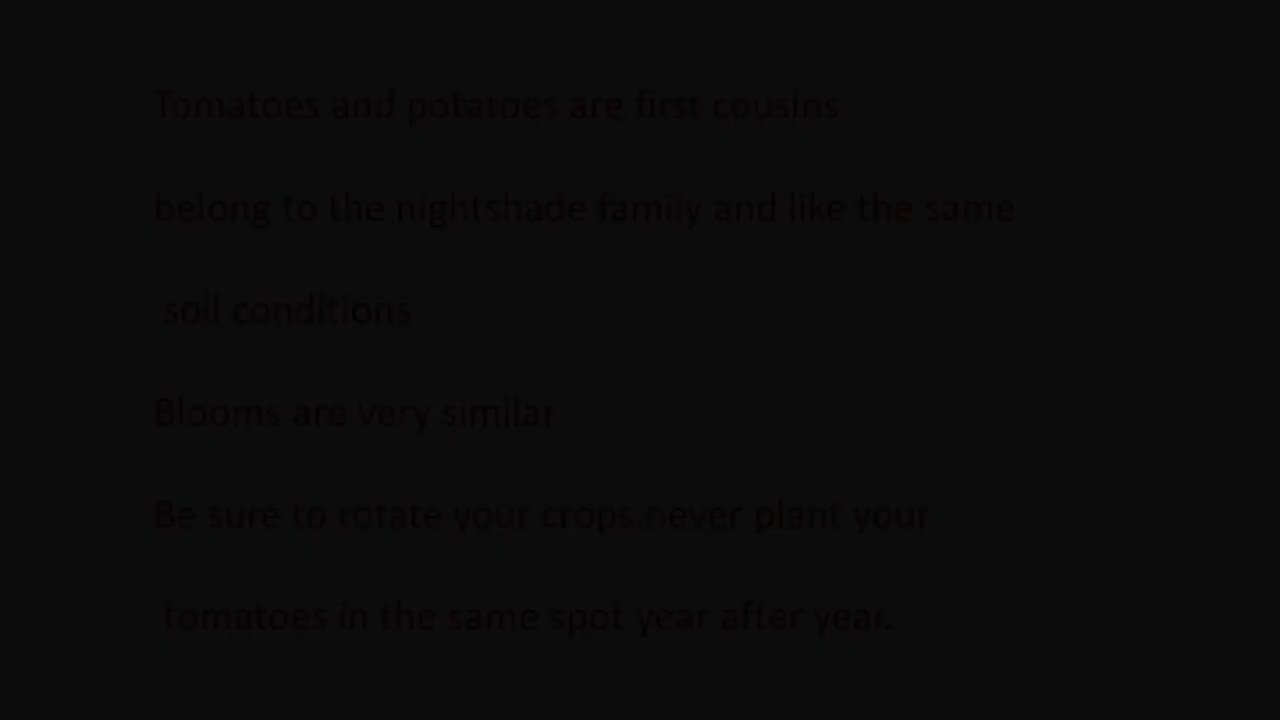 Tomatoes and potatoes are first cousins
belong to the nightshade family and like the same
soil conditions
Blooms are very similar
Be sure to rotate your crops.never plant your
tomatoes in the same spot year after year.